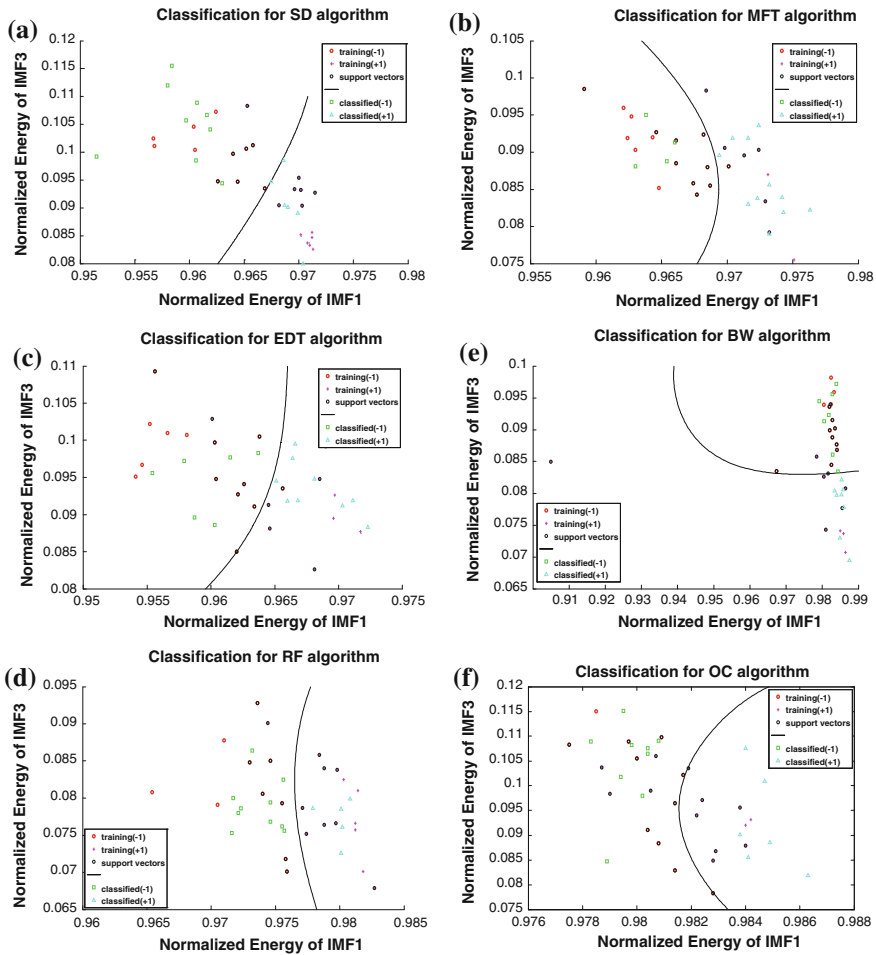 (a)
Classification for SD algorithm
Normalized Energy of IMF3
0.12
0.115
0.11
0.105
0.1
0.095
0.09
0.085
0.08
0.95
0.955
0.96
0.965
0.97
0.975
0.98
Normalized Energy of IMF1
training(-1)
training(+1)
support vectors
classified(-1)
classified(+1)
(b)
Classification for MFT algorithm
Normalized Energy of IMF3
0.105
0.1
0.095
0.09
0.085
0.08
0.075
0.955
0.96
0.965
0.97
0.975
0.98
Normalized Energy of IMF1
training(-1)
training(+1)
support vectors
classified(-1)
classified(+1)
(c)
Classification for EDT algorithm
Normalized Energy of IMF3
0.11
0.105
0.1
0.095
0.09
0.085
0.08
0.95
0.955
0.96
0.965
0.97
0.975
Normalized Energy of IMF1
training(-1)
training(+1)
support vectors
classified(-1)
classified(+1)
(e)
Classification for BW algorithm
Normalized Energy of IMF3
0.1
0.095
0.09
0.085
0.08
0.075
0.07
0.065
0.91
0.92
0.93
0.94
0.95
0.96
0.97
0.98
0.99
Normalized Energy of IMF1
training(-1)
training(+1)
support vectors
classified(-1)
classified(+1)
(d)
Classification for RF algorithm
Normalized Energy of IMF3
0.095
0.09
0.085
0.08
0.075
0.07
0.065
0.96
0.965
0.97
0.975
0.98
0.985
Normalized Energy of IMF1
training(-1)
training(+1)
support vectors
classified(-1)
classified(+1)
(f)
Classification for OC algorithm
Normalized Energy of IMF3
0.12
0.115
0.11
0.105
0.1
0.095
0.09
0.085
0.08
0.075
0.976
0.978
0.98
0.982
0.984
0.986
0.988
Normalized Energy of IMF1
training(-1)
training(+1)
support vectors
classified(-1)
classified(+1)